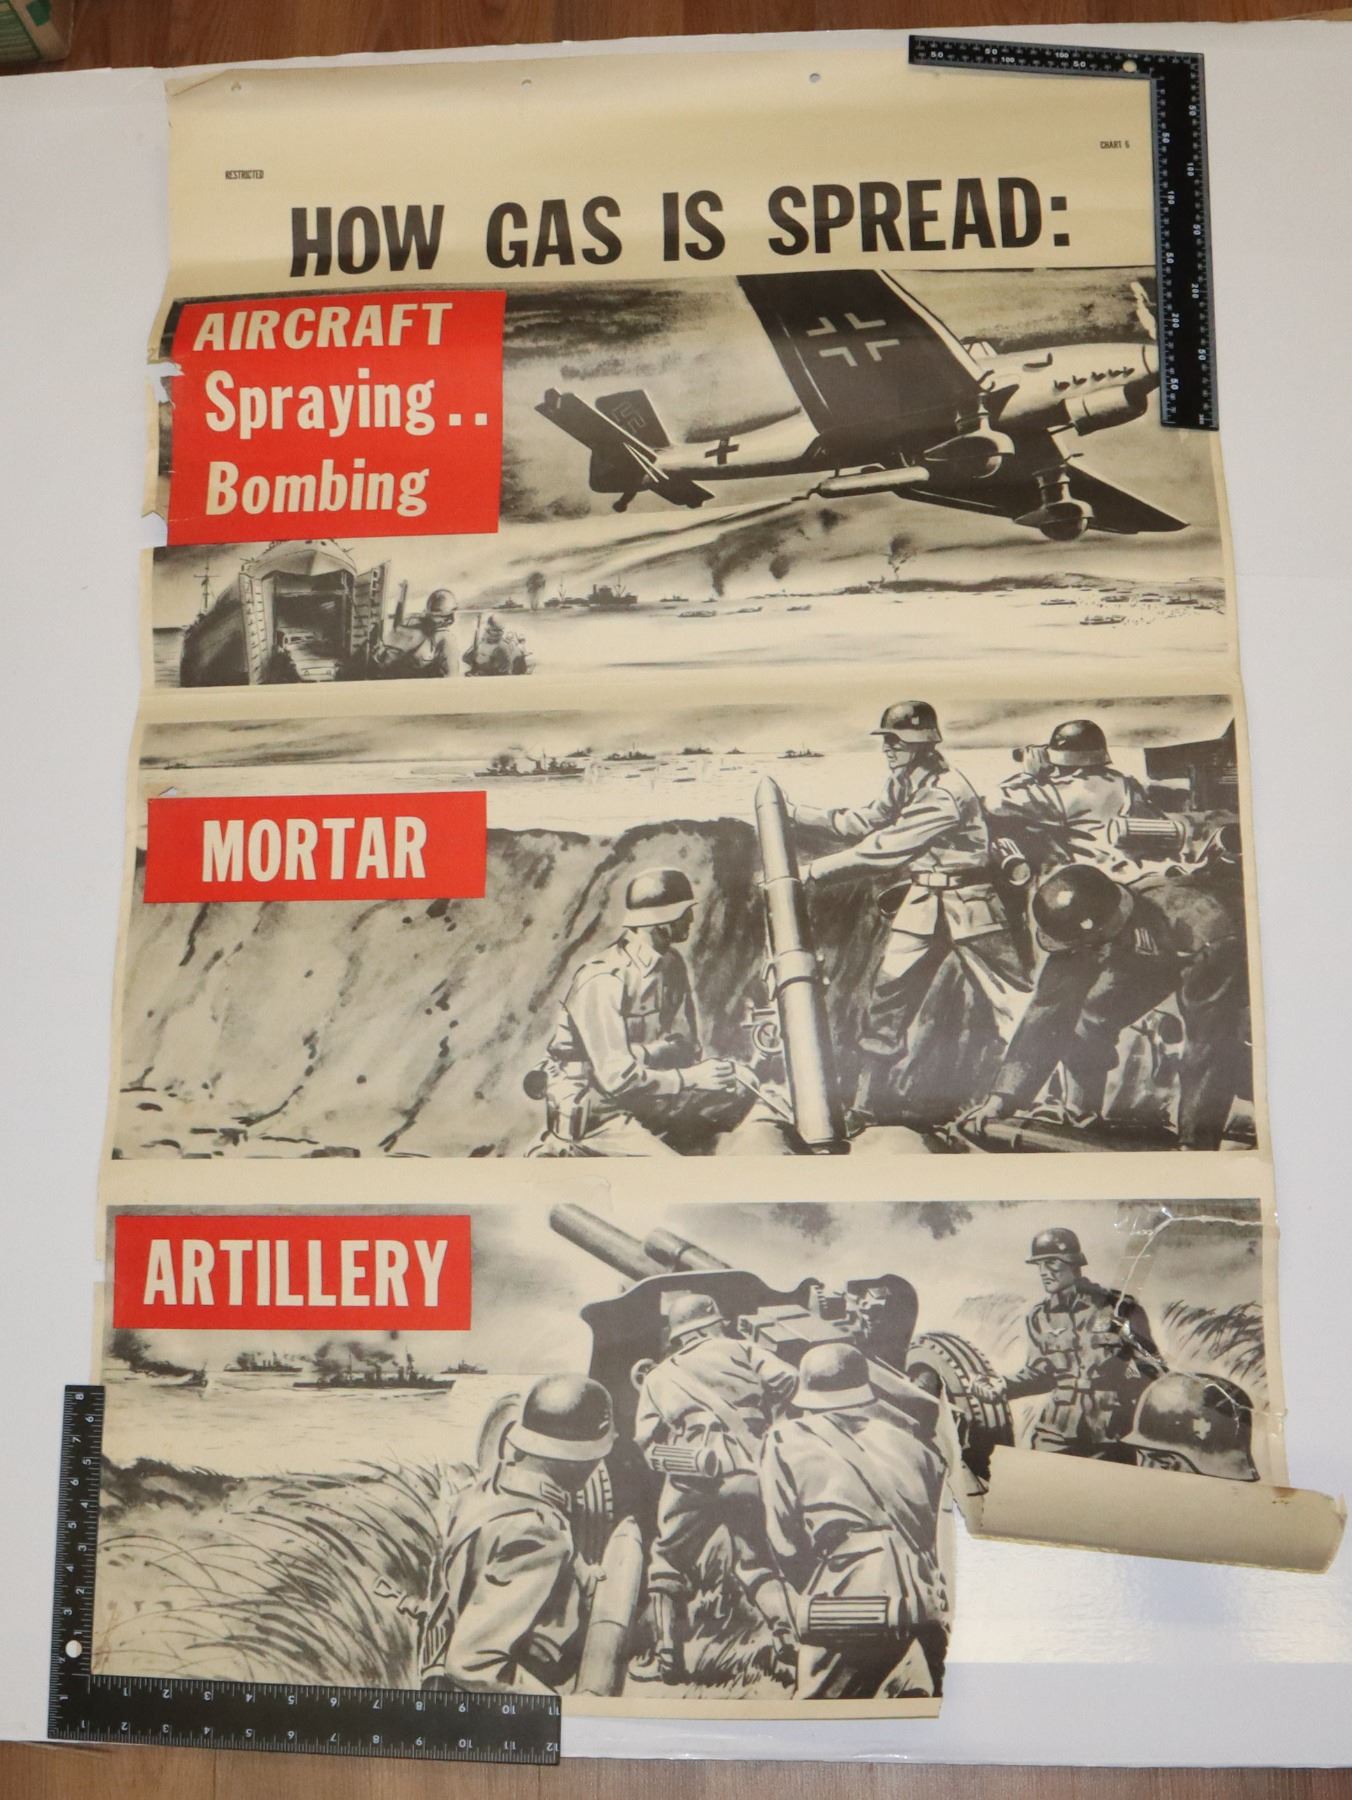 RESTRICTED
CHART 6
HOW GAS IS SPREAD:
AIRCRAFT
Spraying..
Bombing
MORTAR
ARTILLERY